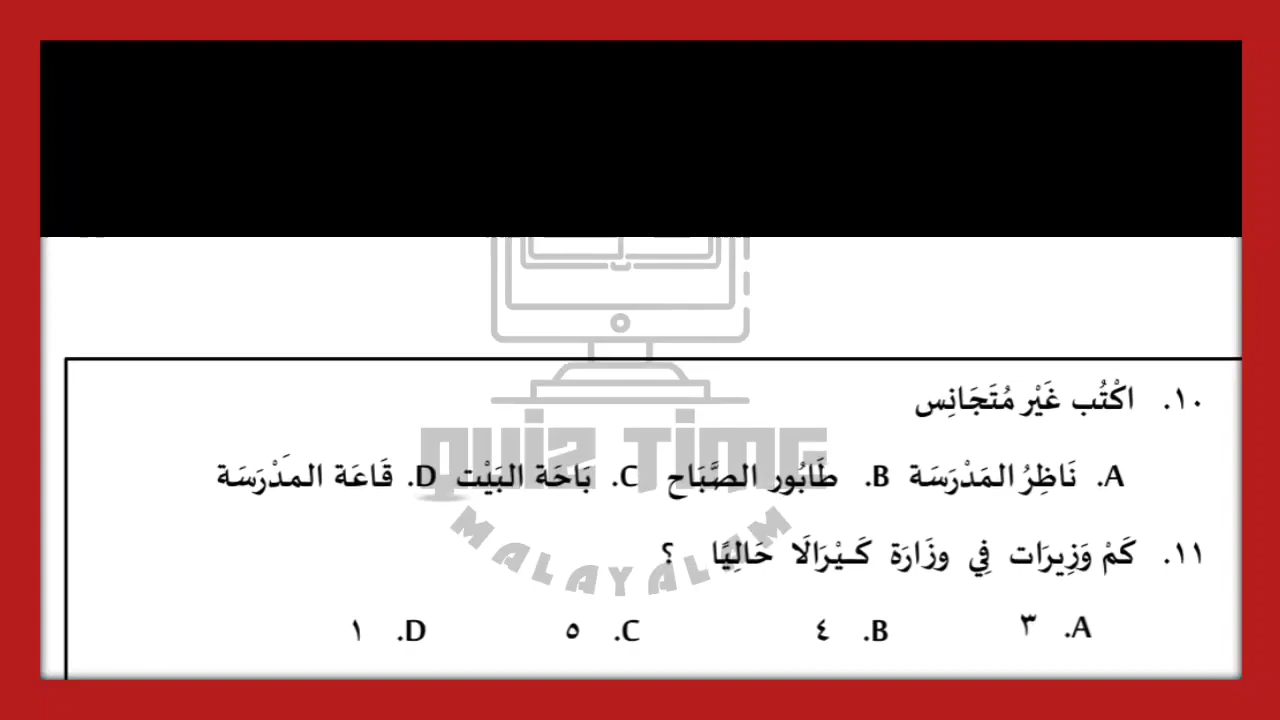 ١٠. اكْتُب غَيْر مُتَجَانِس
A. نَاظِرُ المَدْرَسَة B. طَابُور الصَّبَاح C. بَاحَة البَيْت D. قَاعَة المَدْرَسَة
١١. كَمْ وَزِيرَات فِي وزَارَة كَـيْرَالَا حَالِيًا ؟
A. ٣ B. ٤ C. ٥ D. ١
QUIZ TIME
MALAYALAM